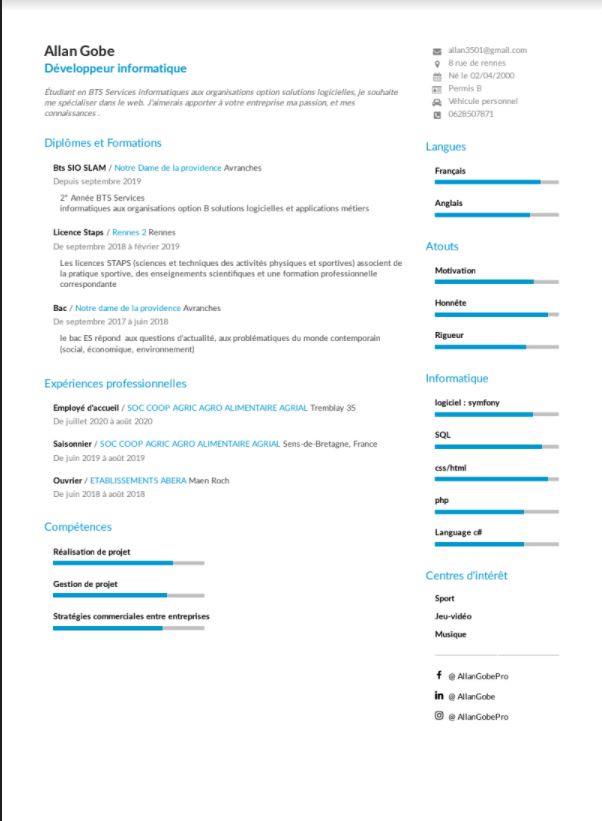 Allan Gobe
Développeur informatique
Étudiant en BTS Services informatiques aux organisations option solutions logicielles, je souhaite
me spécialiser dans le web. J'aimerais apporter à votre entreprise ma passion, et mes
connaissances .
Diplômes et Formations
Bts SIO SLAM / Notre Dame de la providence Avranches
Depuis septembre 2019
2° Année BTS Services
informatiques aux organisations option B solutions logicielles et applications métiers
Licence Staps / Rennes 2 Rennes
De septembre 2018 à février 2019
Les licences STAPS (sciences et techniques des activités physiques et sportives) associent de
la pratique sportive, des enseignements scientifiques et une formation professionnelle
correspondante
Bac / Notre dame de la providence Avranches
De septembre 2017 à juin 2018
le bac ES répond aux questions d'actualité, aux problématiques du monde contemporain
(social, économique, environnement)
Expériences professionnelles
Employé d'accueil / SOC COOP AGRIC AGRO ALIMENTAIRE AGRIAL Tremblay 35
De juillet 2020 à août 2020
Saisonnier / SOC COOP AGRIC AGRO ALIMENTAIRE AGRIAL Sens-de-Bretagne, France
De juin 2019 à août 2019
Ouvrier / ETABLISSEMENTS ABERA Maen Roch
De juin 2018 à août 2018
Compétences
Réalisation de projet
Gestion de projet
Stratégies commerciales entre entreprises
allan3501@gmail.com
8 rue de rennes
Né le 02/04/2000
Permis B
Véhicule personnel
0628507871
Langues
Français
Anglais
Atouts
Motivation
Honnête
Rigueur
Informatique
logiciel : symfony
SQL
css/html
php
Language c#
Centres d'intérêt
Sport
Jeu-vidéo
Musique
@ AllanGobePro
@ AllanGobe
@ AllanGobePro